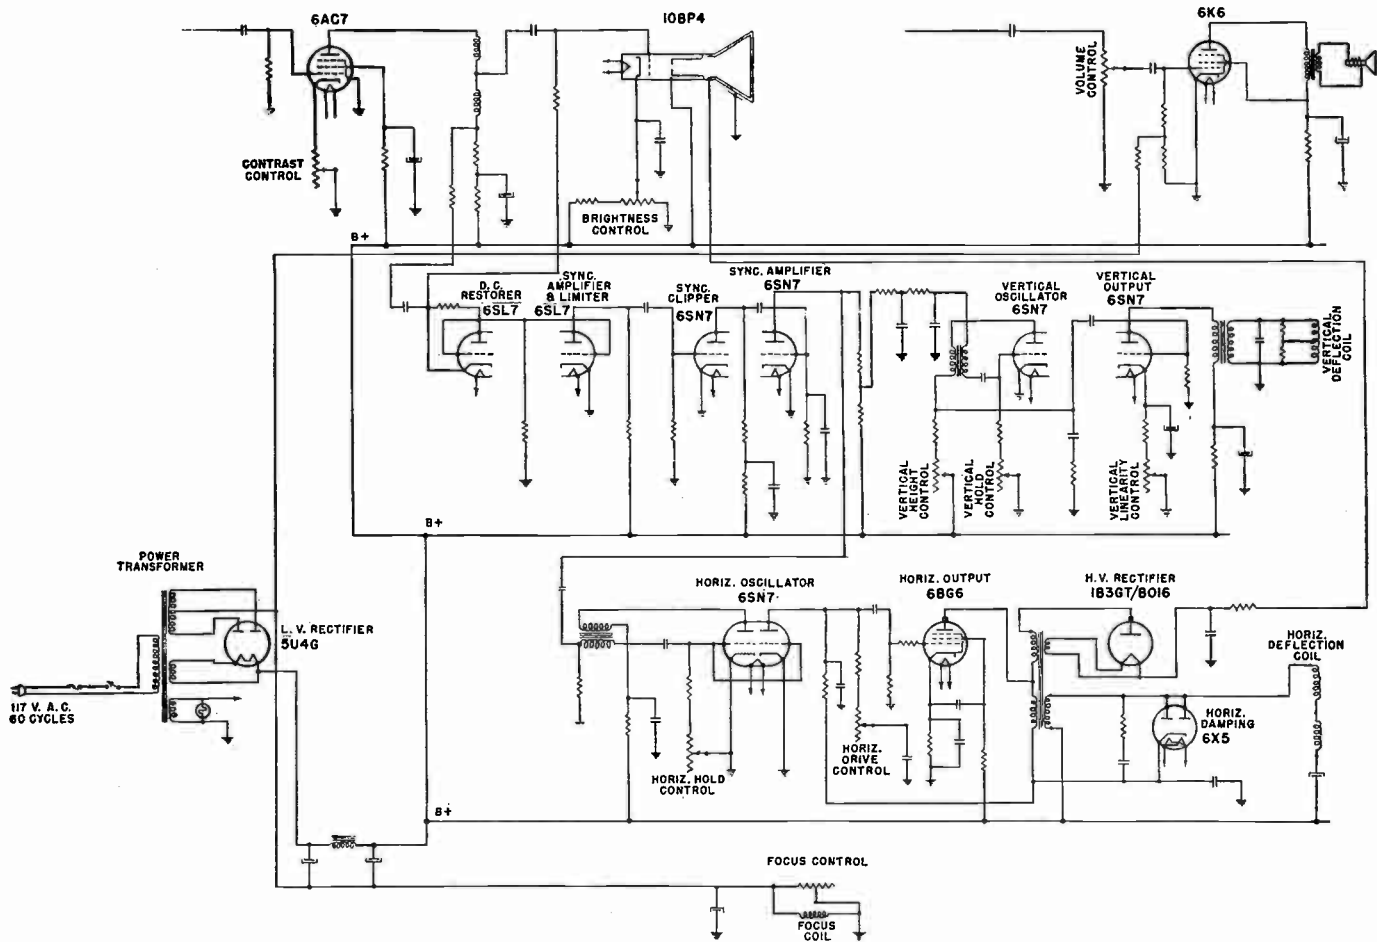 6AC7
10BP4
6K6
VOLUME
CONTROL
CONTRAST
CONTROL
BRIGHTNESS
CONTROL
B+
D.C.
RESTORER
6SL7
SYNC.
AMPLIFIER
& LIMITER
6SL7
SYNC.
CLIPPER
6SN7
SYNC. AMPLIFIER
6SN7
VERTICAL
OSCILLATOR
6SN7
VERTICAL
OUTPUT
6SN7
VERTICAL
DEFLECTION
COIL
VERTICAL
HEIGHT
CONTROL
VERTICAL
HOLD
CONTROL
VERTICAL
LINEARITY
CONTROL
B+
POWER
TRANSFORMER
L.V. RECTIFIER
5U4G
117 V. A.C.
60 CYCLES
HORIZ. OSCILLATOR
6SN7
HORIZ. OUTPUT
6BG6
H.V. RECTIFIER
1B3GT/8016
HORIZ.
DEFLECTION
COIL
HORIZ.
DAMPING
6X5
HORIZ. HOLD
CONTROL
HORIZ.
DRIVE
CONTROL
B+
FOCUS CONTROL
FOCUS
COIL